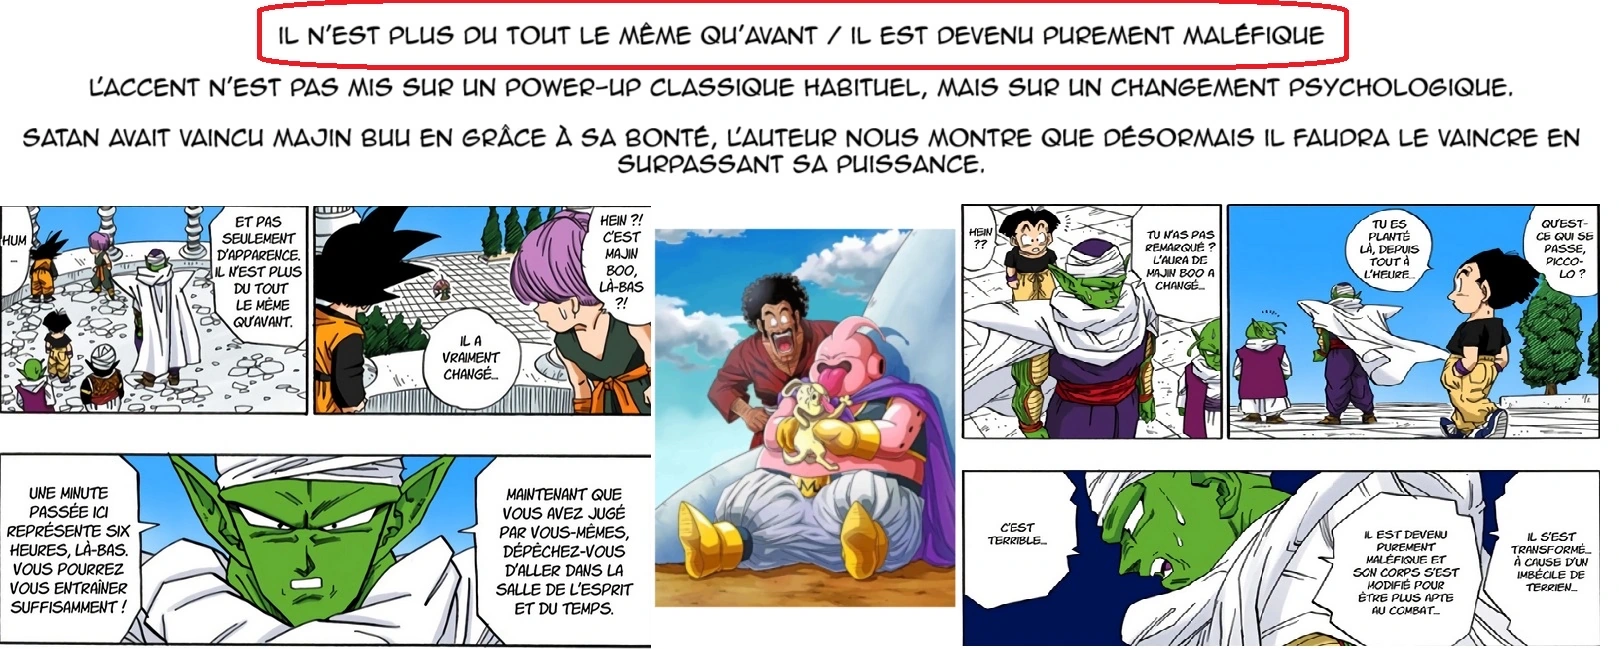 IL N'EST PLUS DU TOUT LE MÊME QU'AVANT / IL EST DEVENU PUREMENT MALÉFIQUE
L'ACCENT N'EST PAS MIS SUR UN POWER-UP CLASSIQUE HABITUEL, MAIS SUR UN CHANGEMENT PSYCHOLOGIQUE.
SATAN AVAIT VAINCU MAJIN BUU EN GRÂCE À SA BONTÉ, L'AUTEUR NOUS MONTRE QUE DÉSORMAIS IL FAUDRA LE VAINCRE EN
SURPASSANT SA PUISSANCE.
HUM
...
ET PAS
SEULEMENT
D'APPARENCE.
IL N'EST PLUS
DU TOUT
LE MÊME
QU'AVANT.
HEIN ?!
C'EST
MAJIN
BOO,
LÀ-BAS
?!
IL A
VRAIMENT
CHANGÉ...
UNE MINUTE
PASSÉE ICI
REPRÉSENTE SIX
HEURES, LÀ-BAS.
VOUS POURREZ
VOUS ENTRAÎNER
SUFFISAMMENT !
MAINTENANT QUE
VOUS AVEZ JUGÉ
PAR VOUS-MÊMES,
DÉPÊCHEZ-VOUS
D'ALLER DANS LA
SALLE DE L'ESPRIT
ET DU TEMPS.
M
HEIN
??
TU N'AS PAS
REMARQUÉ ?
L'AURA DE
MAJIN BOO A
CHANGÉ...
TU ES
PLANTÉ
LÀ, DEPUIS
TOUT À
L'HEURE...
QU'EST-
CE QUI SE
PASSE,
PICCO-
LO ?
C'EST
TERRIBLE...
IL EST DEVENU
PUREMENT
MALÉFIQUE ET
SON CORPS S'EST
MODIFIÉ POUR
ÊTRE PLUS APTE
AU COMBAT...
IL S'EST
TRANSFORMÉ...
À CAUSE D'UN
IMBÉCILE DE
TERRIEN...